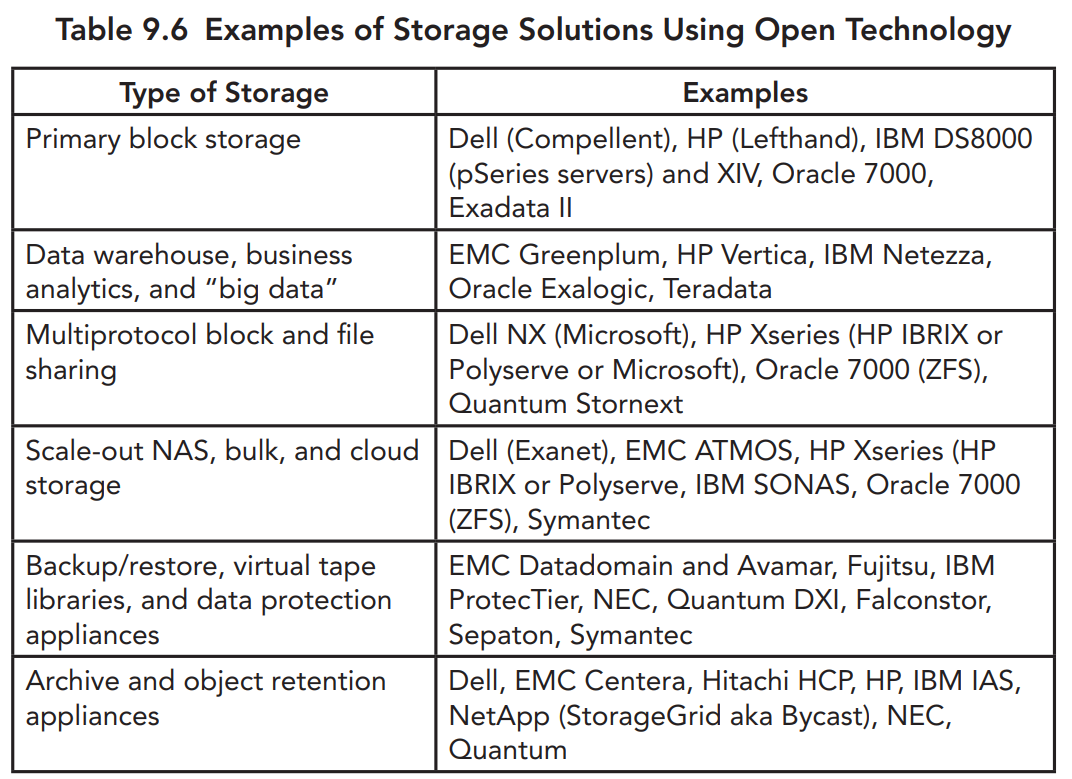 Table 9.6 Examples of Storage Solutions Using Open Technology
Type of Storage
Examples
Primary block storage
Dell (Compellent), HP (Lefthand), IBM DS8000
(pSeries servers) and XIV, Oracle 7000,
Exadata II
Data warehouse, business
analytics, and “big data”
EMC Greenplum, HP Vertica, IBM Netezza,
Oracle Exalogic, Teradata
Multiprotocol block and file
sharing
Dell NX (Microsoft), HP Xseries (HP IBRIX or
Polyserve or Microsoft), Oracle 7000 (ZFS),
Quantum Stornext
Scale-out NAS, bulk, and cloud
storage
Dell (Exanet), EMC ATMOS, HP Xseries (HP
IBRIX or Polyserve, IBM SONAS, Oracle 7000
(ZFS), Symantec
Backup/restore, virtual tape
libraries, and data protection
appliances
EMC Datadomain and Avamar, Fujitsu, IBM
ProtecTier, NEC, Quantum DXI, Falconstor,
Sepaton, Symantec
Archive and object retention
appliances
Dell, EMC Centera, Hitachi HCP, HP, IBM IAS,
NetApp (StorageGrid aka Bycast), NEC,
Quantum